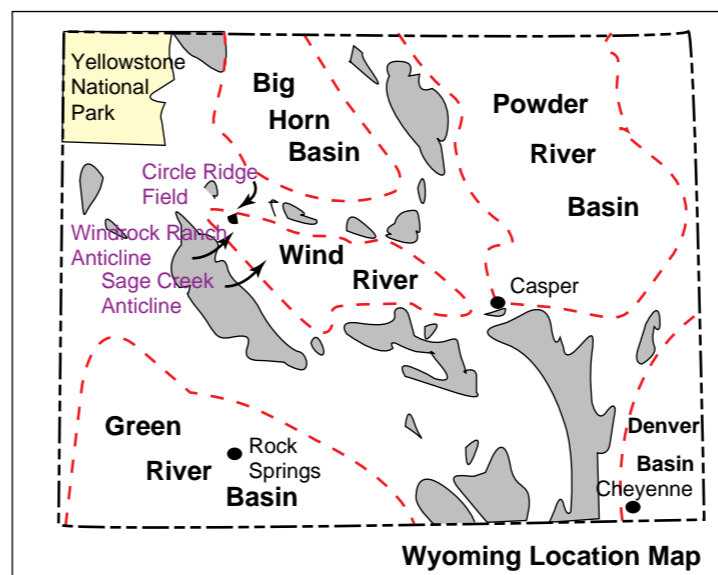 Yellowstone
National
Park
Big
Horn
Basin
Powder
River
Basin
Circle Ridge
Field
Windrock Ranch
Anticline
Sage Creek
Anticline
Wind
River
Casper
Green
River
Basin
Rock
Springs
Denver
Basin
Cheyenne
Wyoming Location Map